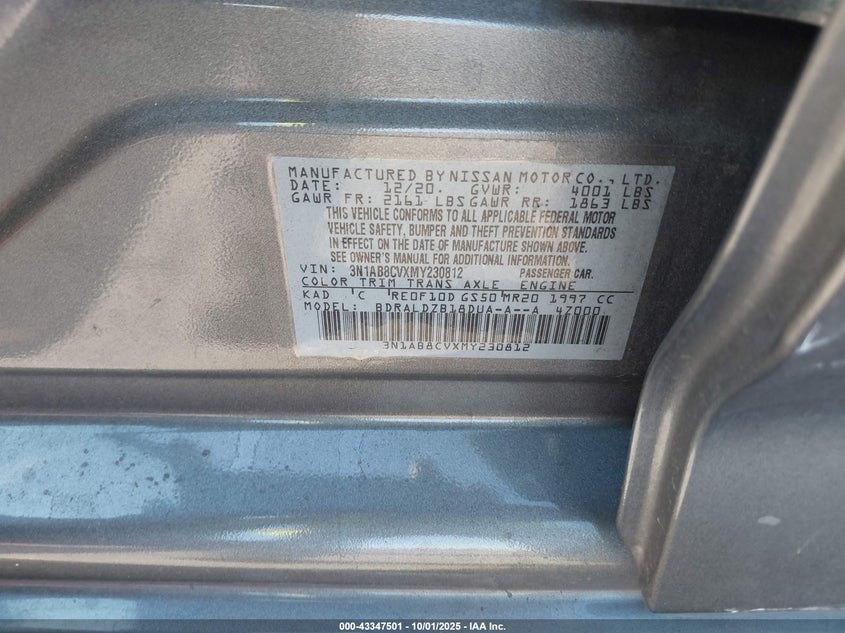 MANUFACTURED BY NISSAN MOTOR CO., LTD.
DATE: 12/20. GVWR: 4001 LBS
GAWR FR: 2161 LBS GAWR RR: 1863 LBS
THIS VEHICLE CONFORMS TO ALL APPLICABLE FEDERAL MOTOR
VEHICLE SAFETY, BUMPER AND THEFT PREVENTION STANDARDS
IN EFFECT ON THE DATE OF MANUFACTURE SHOWN ABOVE.
SEE OWNER'S MANUAL FOR ADDITIONAL INFORMATION.
VIN: 3N1AB8CVXMY230812 PASSENGER CAR.
COLOR TRIM TRANS AXLE ENGINE
KAD C RE0F10D GS50 MR20 1997 CC
MODEL: BDRALDZB18DUA-A--A 4Z000
3N1AB8CVXMY230812
000-43347501 - 10/01/2025 - IAA Inc.